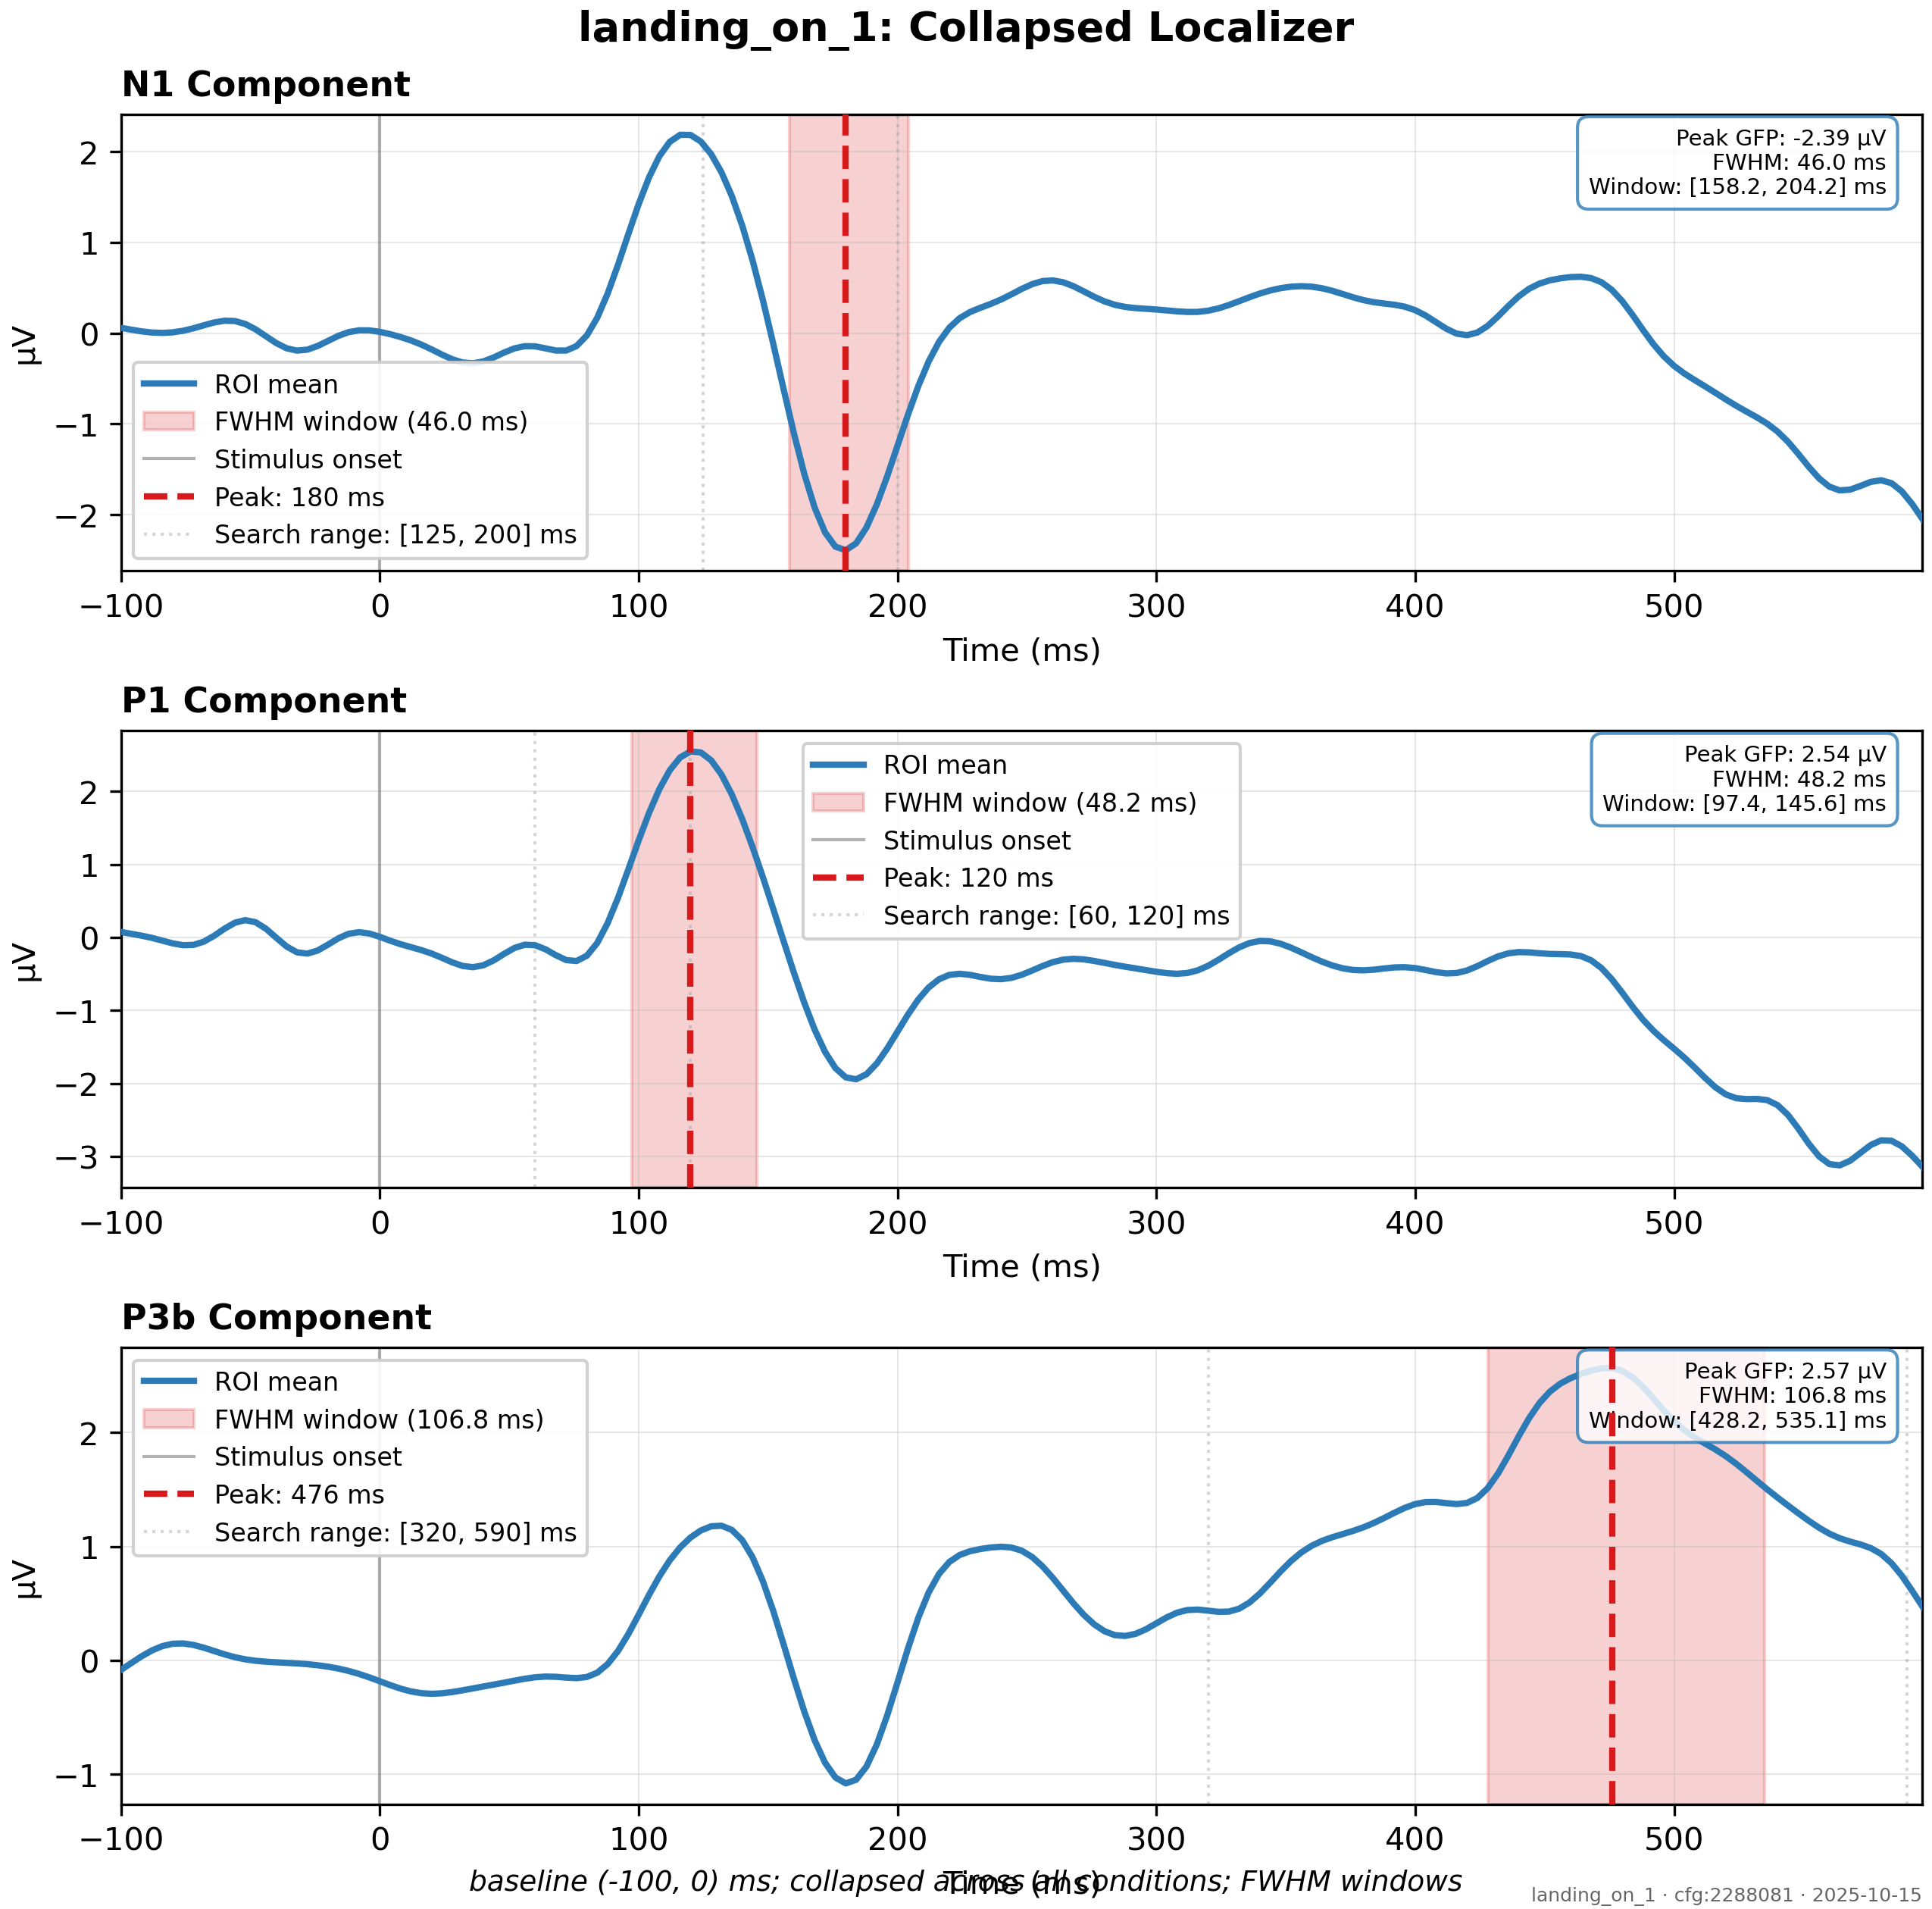 landing_on_1: Collapsed Localizer
N1 Component
Peak GFP: -2.39 µV
FWHM: 46.0 ms
Window: [158.2, 204.2] ms
2
1
0
−1
−2
µV
ROI mean
FWHM window (46.0 ms)
Stimulus onset
Peak: 180 ms
Search range: [125, 200] ms
−100 0 100 200 300 400 500
Time (ms)
P1 Component
ROI mean
FWHM window (48.2 ms)
Stimulus onset
Peak: 120 ms
Search range: [60, 120] ms
Peak GFP: 2.54 µV
FWHM: 48.2 ms
Window: [97.4, 145.6] ms
2
1
0
−1
−2
−3
µV
−100 0 100 200 300 400 500
Time (ms)
P3b Component
ROI mean
FWHM window (106.8 ms)
Stimulus onset
Peak: 476 ms
Search range: [320, 590] ms
Peak GFP: 2.57 µV
FWHM: 106.8 ms
Window: [428.2, 535.1] ms
2
1
0
−1
µV
−100 0 100 200 300 400 500
Time (ms)
baseline (-100, 0) ms; collapsed across all conditions; FWHM windows
landing_on_1 · cfg:2288081 · 2025-10-15